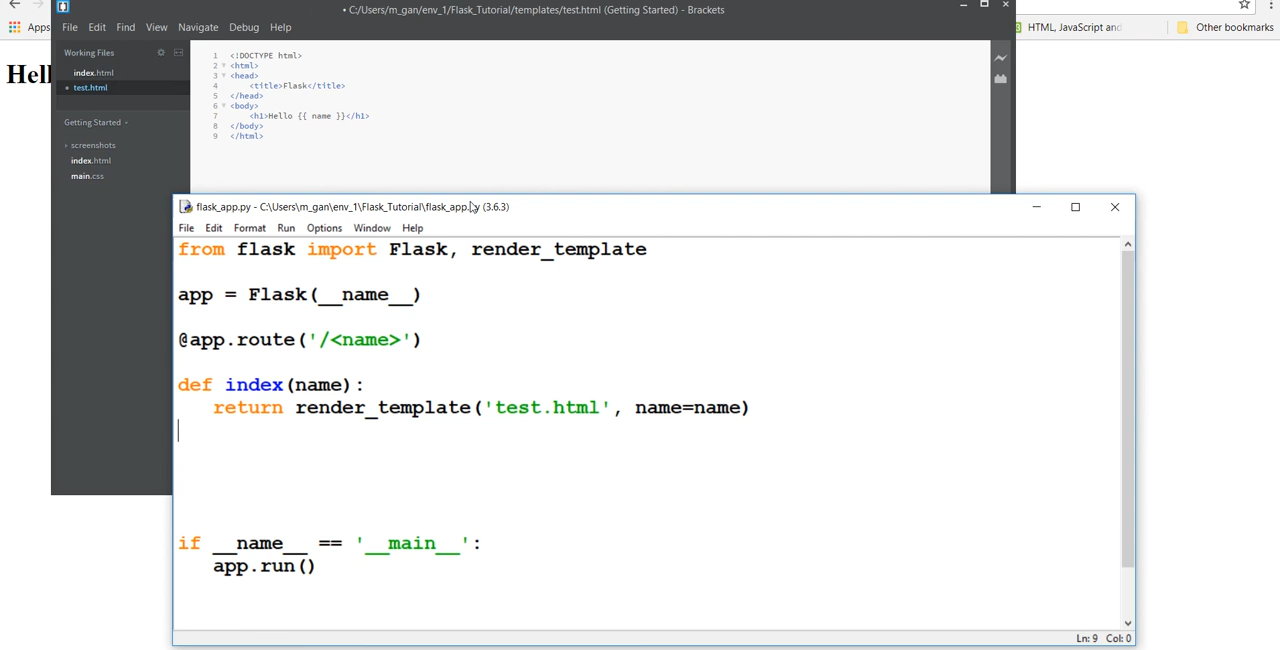 • C:/Users/m_gan/env_1/Flask_Tutorial/templates/test.html (Getting Started) - Brackets
Apps
File Edit Find View Navigate Debug Help
HTML, JavaScript and
Other bookmarks
Hell
Working Files
index.html
• test.html
Getting Started
screenshots
index.html
main.css
1 <!DOCTYPE html>
2 <html>
3 <head>
4 <title>Flask</title>
5 </head>
6 <body>
7 <h1>Hello {{ name }}</h1>
8 </body>
9 </html>
flask_app.py - C:\Users\m_gan\env_1\Flask_Tutorial\flask_app.py (3.6.3)
File Edit Format Run Options Window Help
from flask import Flask, render_template
app = Flask(__name__)
@app.route('/<name>')
def index(name):
return render_template('test.html', name=name)
if __name__ == '__main__':
app.run()
Ln: 9 Col: 0